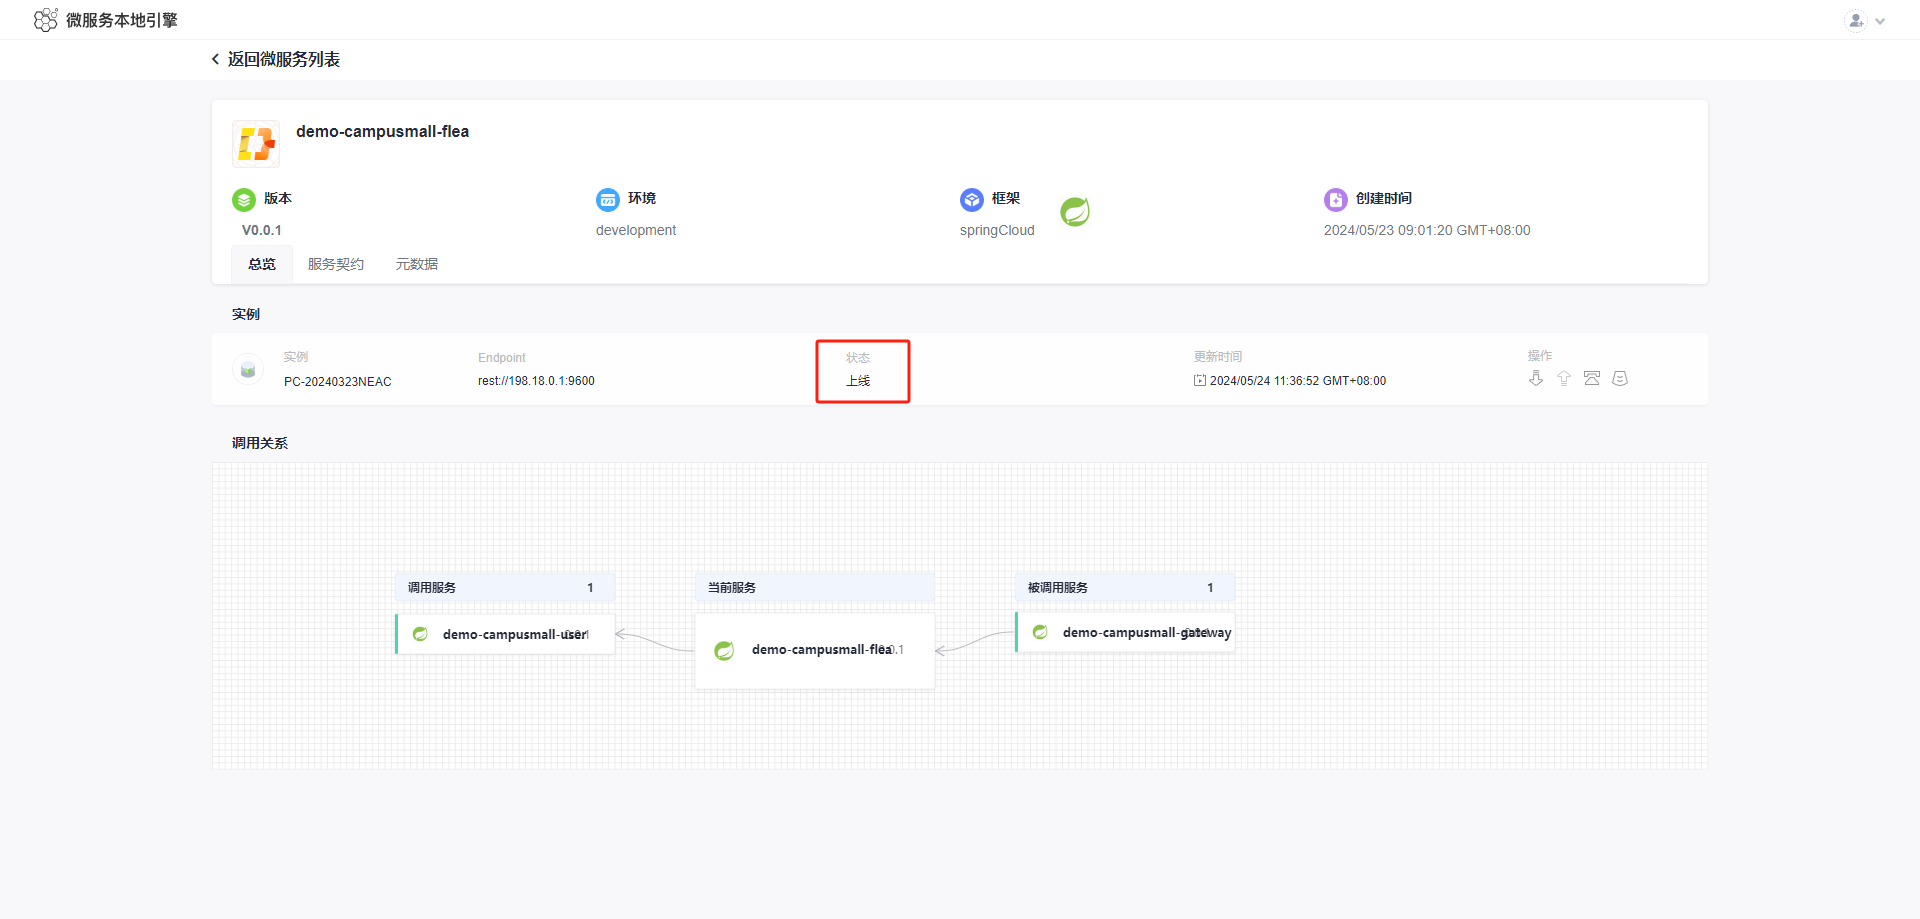 微服务本地引擎
返回微服务列表
demo-campusmall-flea
版本
V0.0.1
环境
development
框架
springCloud
创建时间
2024/05/23 09:01:20 GMT+08:00
总览 服务契约 元数据
实例
实例
PC-20240323NEAC
Endpoint
rest://198.18.0.1:9600
状态
上线
更新时间
2024/05/24 11:36:52 GMT+08:00
操作
调用关系
调用服务 1
demo-campusmall-user
当前服务
demo-campusmall-flea 0.0.1
被调用服务 1
demo-campusmall-gateway